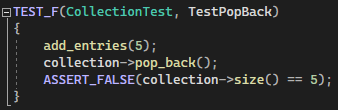 TEST_F(CollectionTest, TestPopBack)
{
    add_entries(5);
    collection->pop_back();
    ASSERT_FALSE(collection->size() == 5);
}